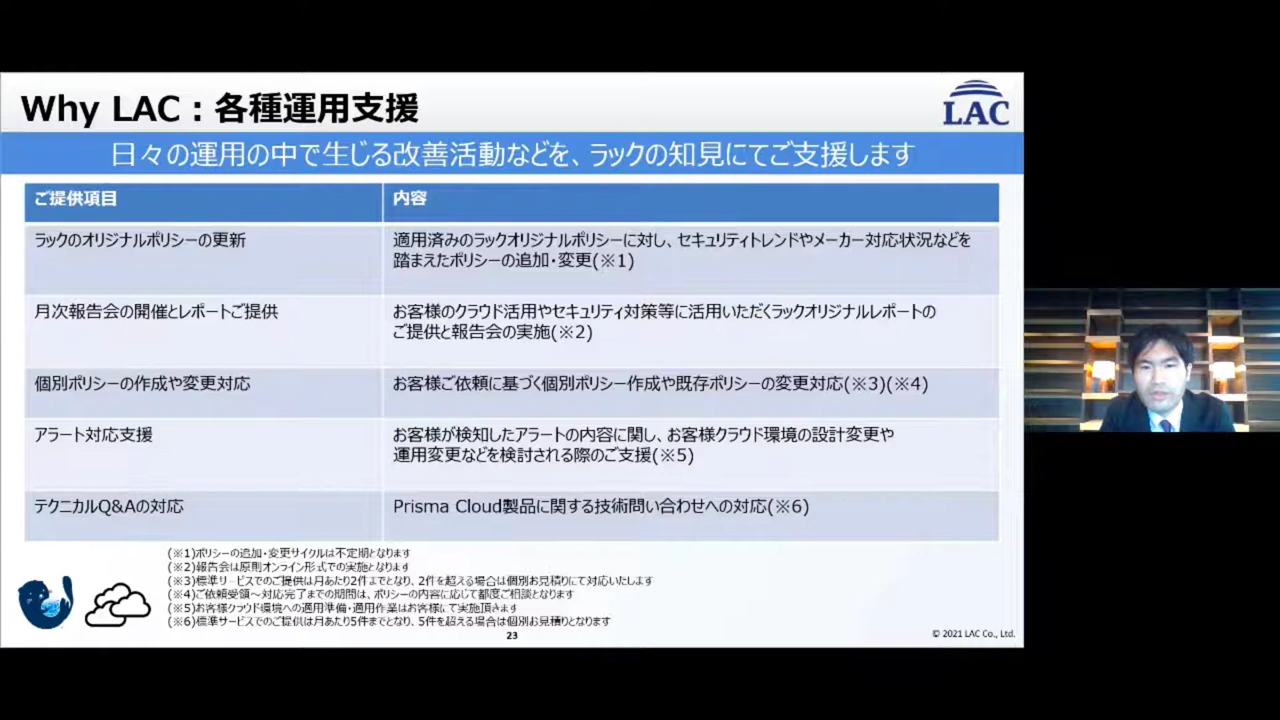 Why LAC：各種運用支援
LAC
日々の運用の中で生じる改善活動などを、ラックの知見にてご支援します
ご提供項目
内容
ラックのオリジナルポリシーの更新
適用済みのラックオリジナルポリシーに対し、セキュリティトレンドやメーカー対応状況などを
踏まえたポリシーの追加・変更(※1)
月次報告会の開催とレポートご提供
お客様のクラウド活用やセキュリティ対策等に活用いただくラックオリジナルレポートの
ご提供と報告会の実施(※2)
個別ポリシーの作成や変更対応
お客様ご依頼に基づく個別ポリシー作成や既存ポリシーの変更対応(※3)(※4)
アラート対応支援
お客様が検知したアラートの内容に関し、お客様クラウド環境の設計変更や
運用変更などを検討される際のご支援(※5)
テクニカルQ&Aの対応
Prisma Cloud製品に関する技術問い合わせへの対応(※6)
(※1)ポリシーの追加・変更サイクルは不定期となります
(※2)報告会は原則オンライン形式での実施となります
(※3)標準サービスでのご提供は月あたり2件までとなり、2件を超える場合は個別お見積りにて対応いたします
(※4)ご依頼受領～対応完了までの期間は、ポリシーの内容に応じて都度ご相談となります
(※5)お客様クラウド環境への適用準備・適用作業はお客様にて実施頂きます
(※6)標準サービスでのご提供は月あたり5件までとなり、5件を超える場合は個別お見積りとなります
23
© 2021 LAC Co., Ltd.